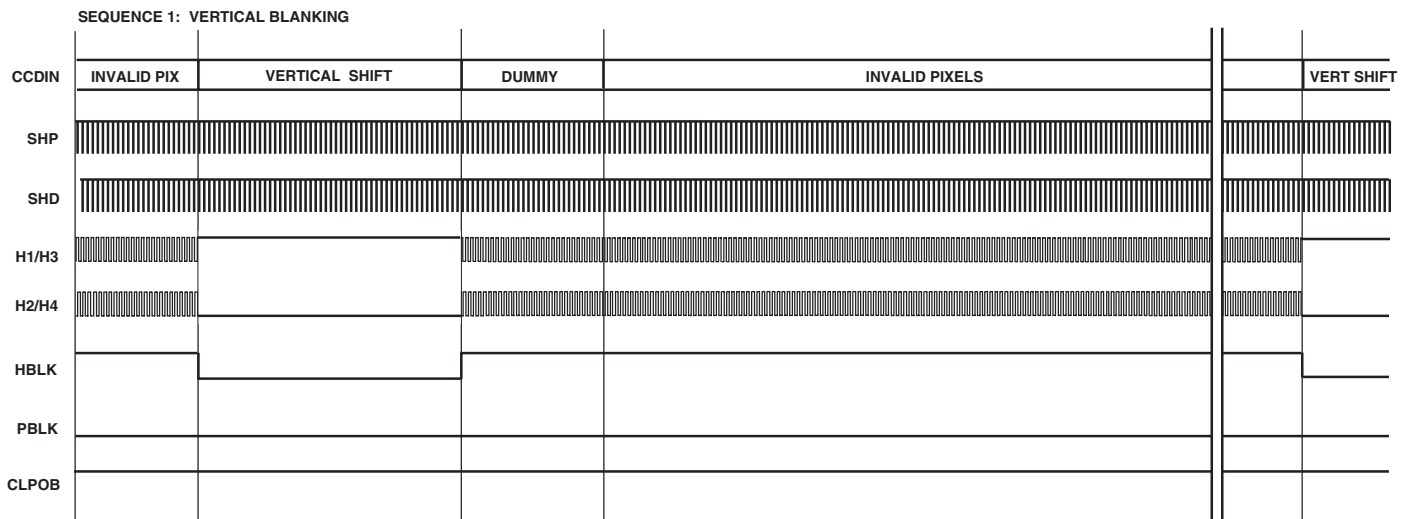 SEQUENCE 1: VERTICAL BLANKING
CCDIN INVALID PIX VERTICAL SHIFT DUMMY INVALID PIXELS VERT SHIFT
SHP
SHD
H1/H3
H2/H4
HBLK
PBLK
CLPOB